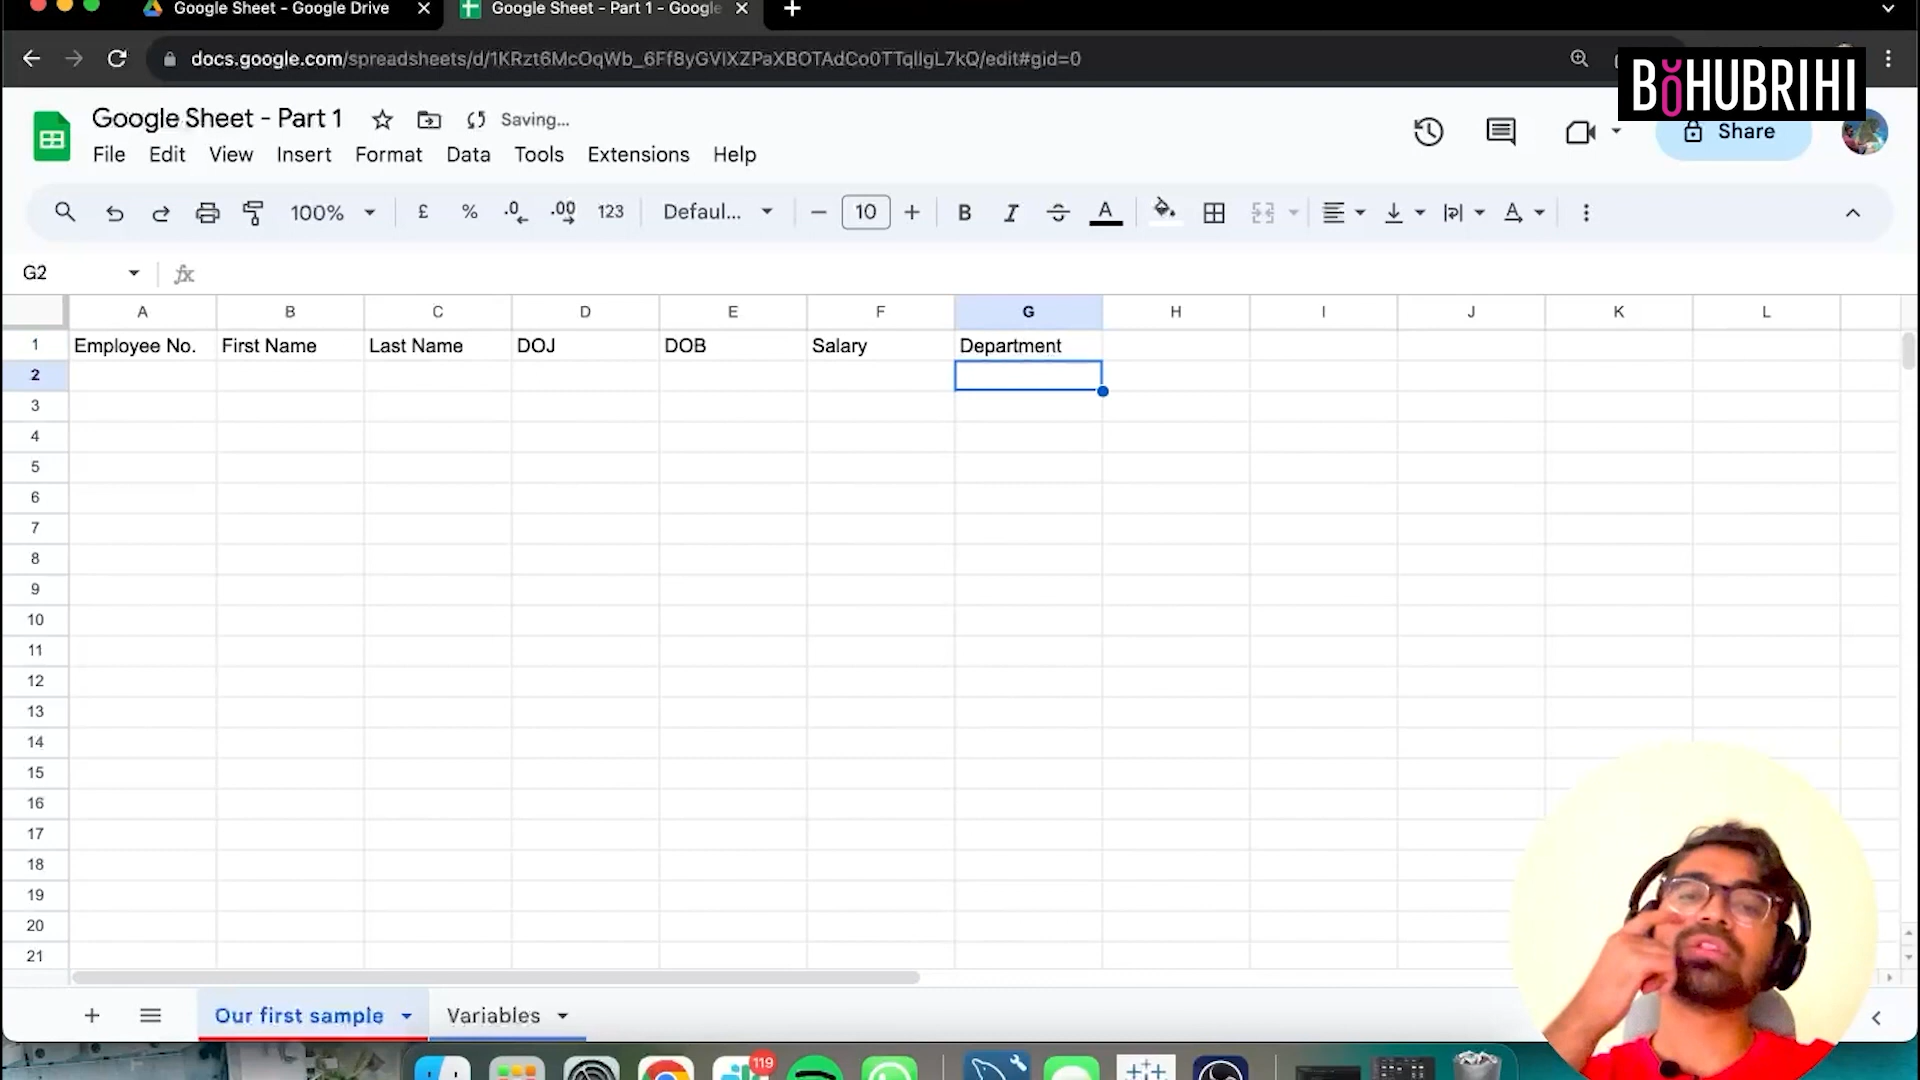 Google Sheet - Google Drive
Google Sheet - Part 1 - Google
docs.google.com/spreadsheets/d/1KRzt6McOqWb_6Ff8yGVIXZPaXBOTAdCo0TTqlIgL7kQ/edit#gid=0
BOHUBRIHI
Google Sheet - Part 1
Saving...
File Edit View Insert Format Data Tools Extensions Help
Share
100% £ % .0 .00 123 Defaul... 10 B I A
G2 fx
A B C D E F G H I J K L
1 Employee No. First Name Last Name DOJ DOB Salary Department
2
3
4
5
6
7
8
9
10
11
12
13
14
15
16
17
18
19
20
21
Our first sample Variables
119